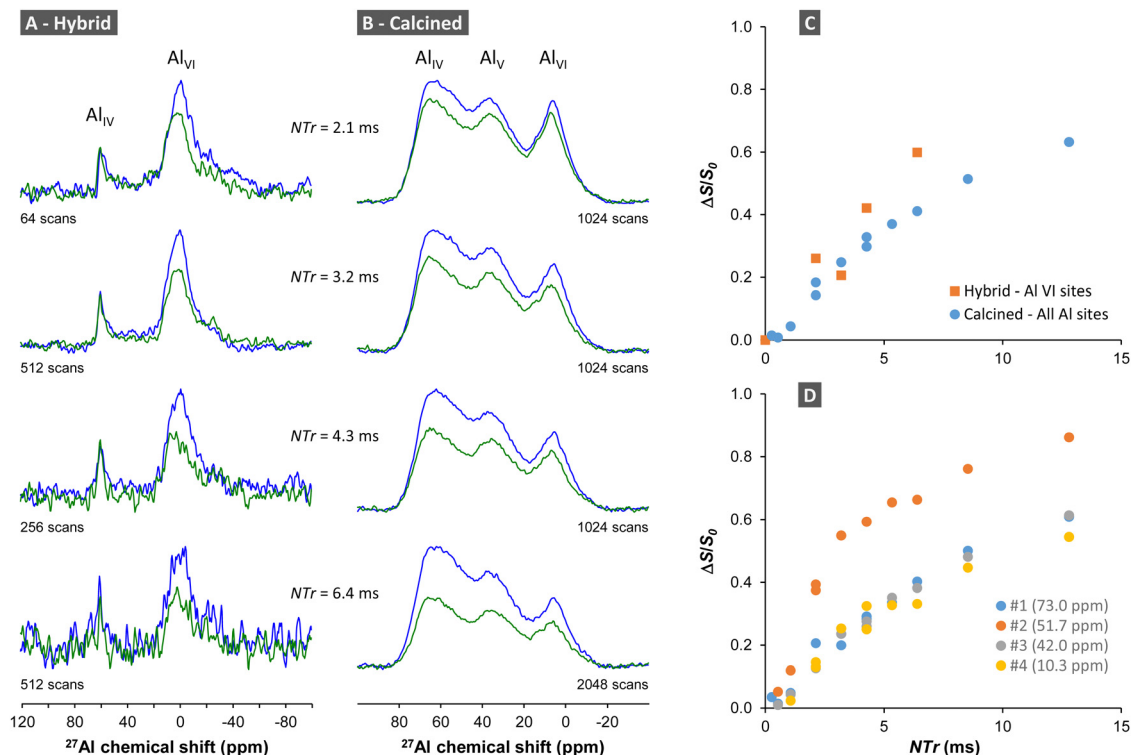 A - Hybrid
B - Calcined
C
Al_IV
Al_VI
Al_IV
Al_V
Al_VI
NTr = 2.1 ms
64 scans
1024 scans
NTr = 3.2 ms
512 scans
1024 scans
NTr = 4.3 ms
256 scans
1024 scans
NTr = 6.4 ms
512 scans
2048 scans
120 80 40 0 -40 -80
27Al chemical shift (ppm)
80 60 40 20 0 -20
27Al chemical shift (ppm)
1.0
0.8
0.6
0.4
0.2
0.0
ΔS/S0
Hybrid - Al VI sites
Calcined - All Al sites
0 5 10 15
D
1.0
0.8
0.6
0.4
0.2
0.0
ΔS/S0
#1 (73.0 ppm)
#2 (51.7 ppm)
#3 (42.0 ppm)
#4 (10.3 ppm)
0 5 10 15
NTr (ms)